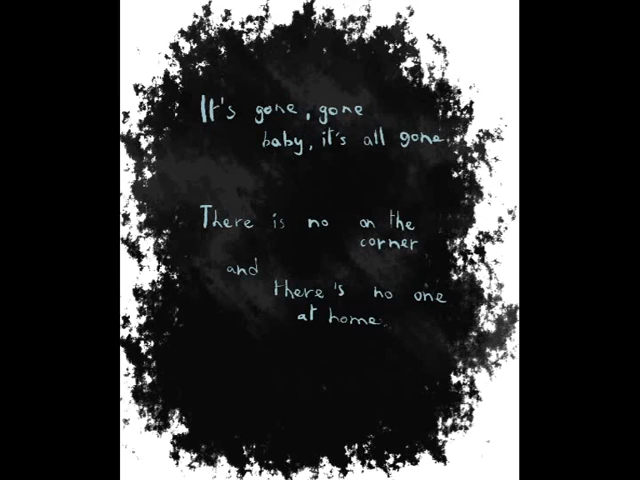 It's gone, gone
baby, it's all gone.
There is no on the
corner
and
there's no one
at home.